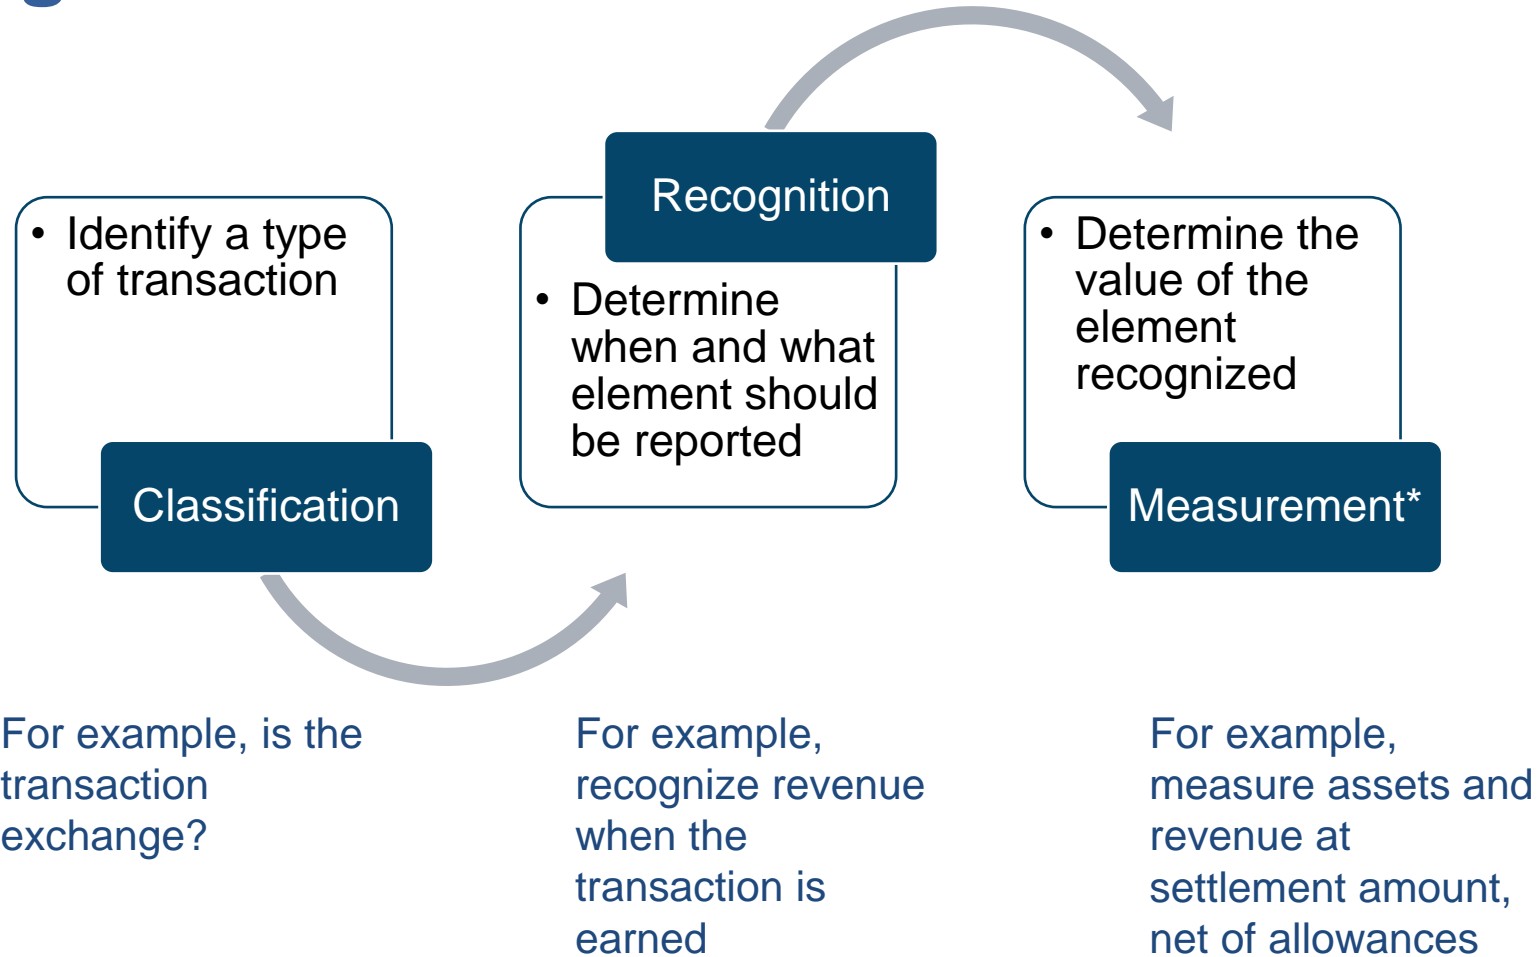 • Identify a type
of transaction
Classification
For example, is the
transaction
exchange?
Recognition
• Determine
when and what
element should
be reported
For example,
recognize revenue
when the
transaction is
earned
• Determine the
value of the
element
recognized
Measurement*
For example,
measure assets and
revenue at
settlement amount,
net of allowances